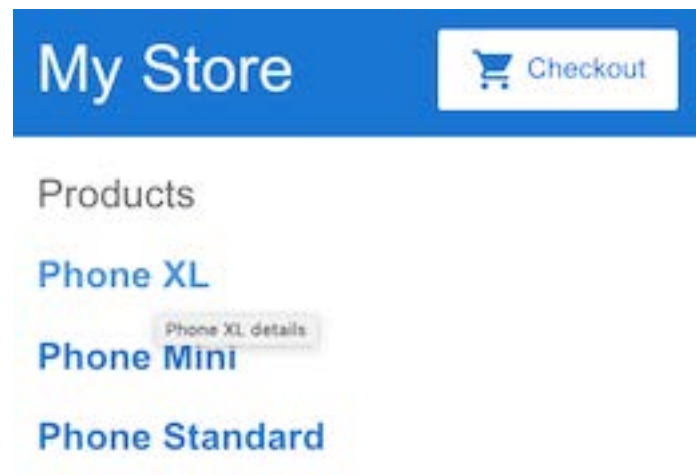 My Store
Checkout
Products
Phone XL
Phone XL details
Phone Mini
Phone Standard